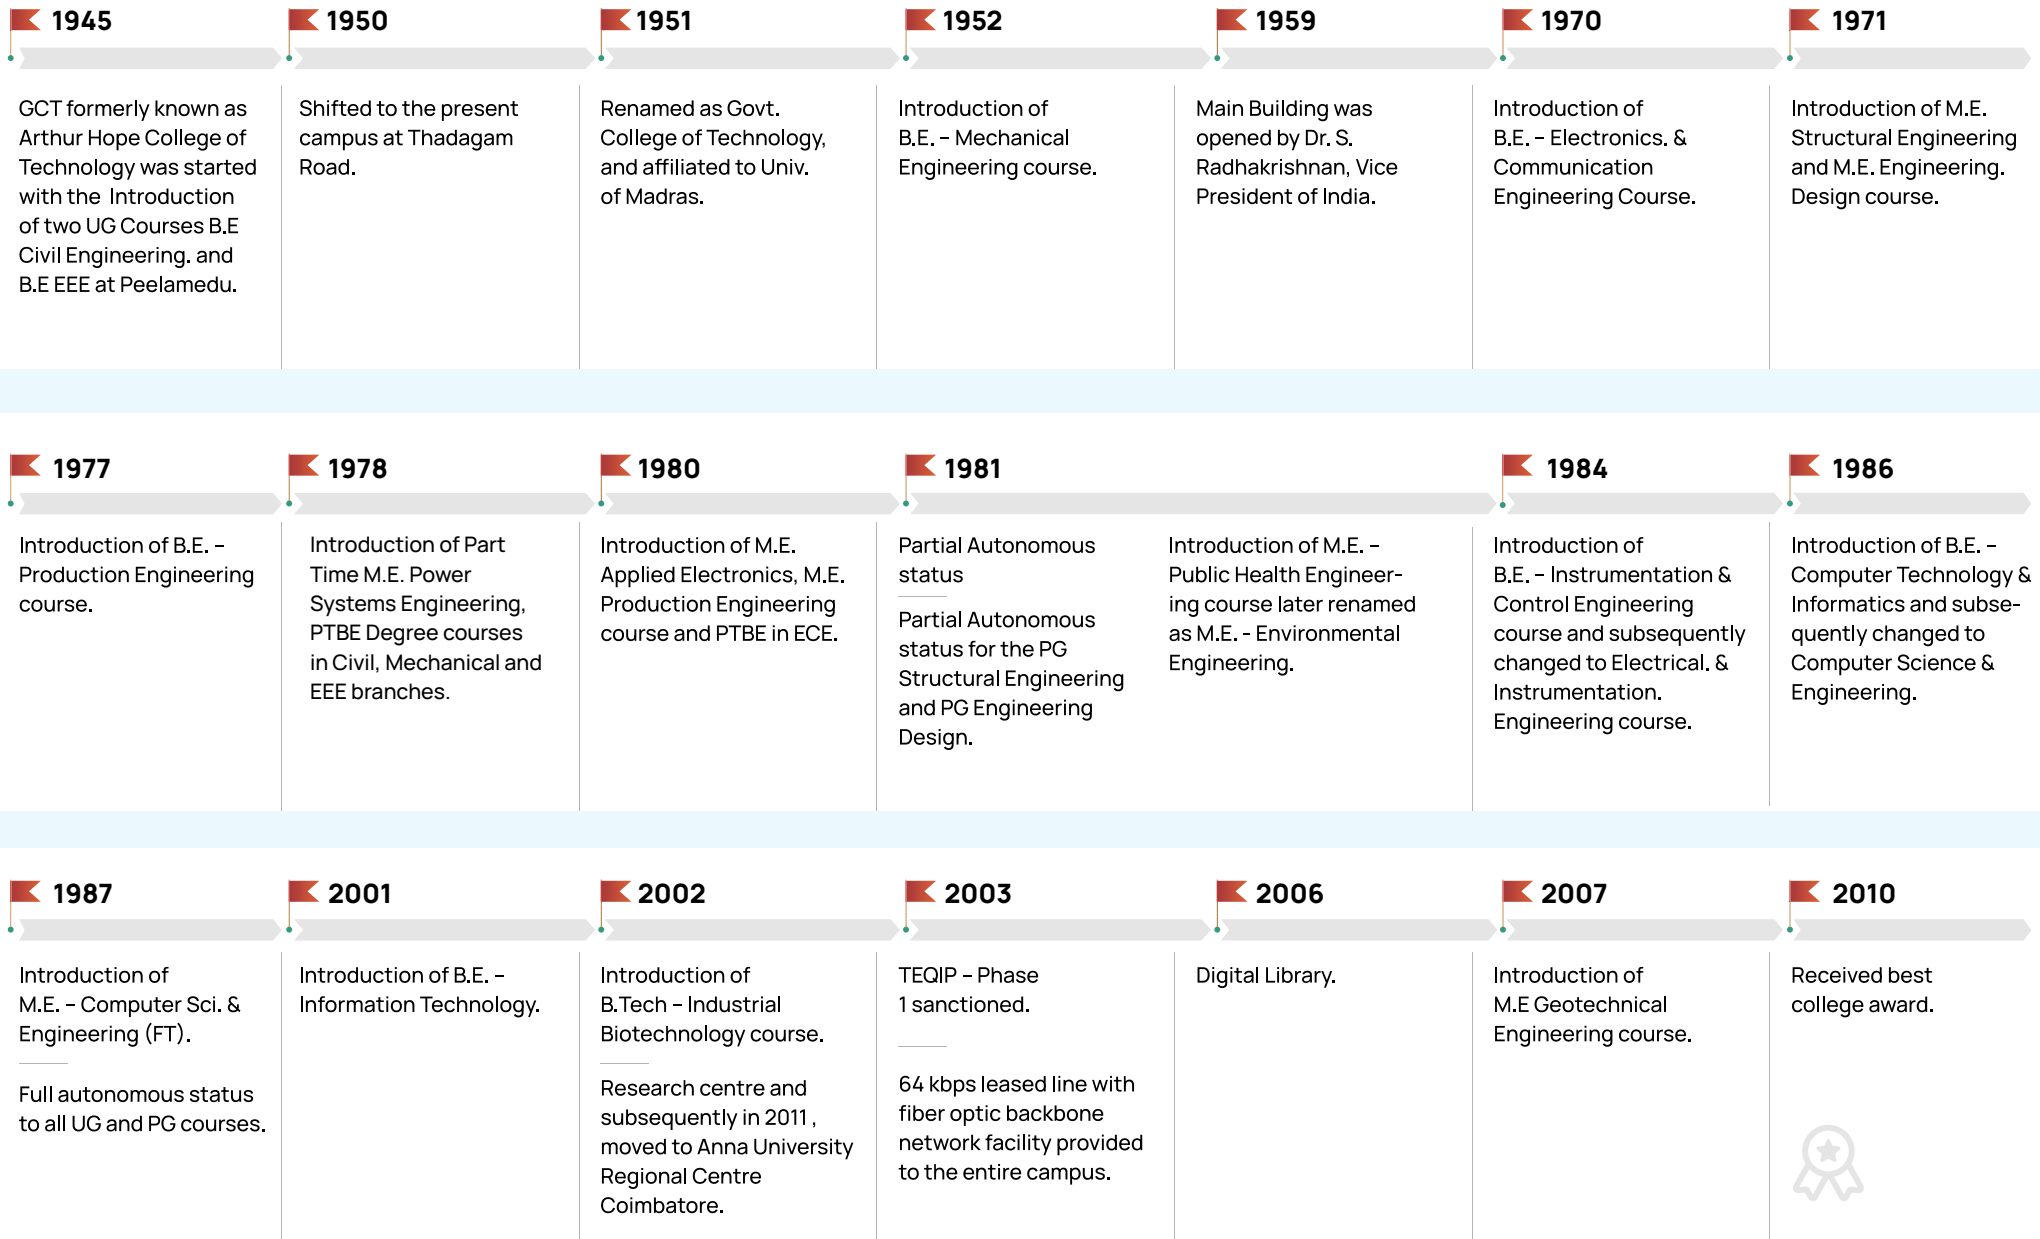 1945
GCT formerly known as
Arthur Hope College of
Technology was started
with the Introduction
of two UG Courses B.E
Civil Engineering. and
B.E EEE at Peelamedu.
1950
Shifted to the present
campus at Thadagam
Road.
1951
Renamed as Govt.
College of Technology,
and affiliated to Univ.
of Madras.
1952
Introduction of
B.E. – Mechanical
Engineering course.
1959
Main Building was
opened by Dr. S.
Radhakrishnan, Vice
President of India.
1970
Introduction of
B.E. – Electronics. &
Communication
Engineering Course.
1971
Introduction of M.E.
Structural Engineering
and M.E. Engineering.
Design course.
1977
Introduction of B.E. –
Production Engineering
course.
1978
Introduction of Part
Time M.E. Power
Systems Engineering,
PTBE Degree courses
in Civil, Mechanical and
EEE branches.
1980
Introduction of M.E.
Applied Electronics, M.E.
Production Engineering
course and PTBE in ECE.
1981
Partial Autonomous
status
Partial Autonomous
status for the PG
Structural Engineering
and PG Engineering
Design.
Introduction of M.E. –
Public Health Engineer-
ing course later renamed
as M.E. - Environmental
Engineering.
1984
Introduction of
B.E. – Instrumentation &
Control Engineering
course and subsequently
changed to Electrical. &
Instrumentation.
Engineering course.
1986
Introduction of B.E. –
Computer Technology &
Informatics and subse-
quently changed to
Computer Science &
Engineering.
1987
Introduction of
M.E. – Computer Sci. &
Engineering (FT).
Full autonomous status
to all UG and PG courses.
2001
Introduction of B.E. –
Information Technology.
2002
Introduction of
B.Tech – Industrial
Biotechnology course.
Research centre and
subsequently in 2011 ,
moved to Anna University
Regional Centre
Coimbatore.
2003
TEQIP – Phase
1 sanctioned.
64 kbps leased line with
fiber optic backbone
network facility provided
to the entire campus.
2006
Digital Library.
2007
Introduction of
M.E Geotechnical
Engineering course.
2010
Received best
college award.